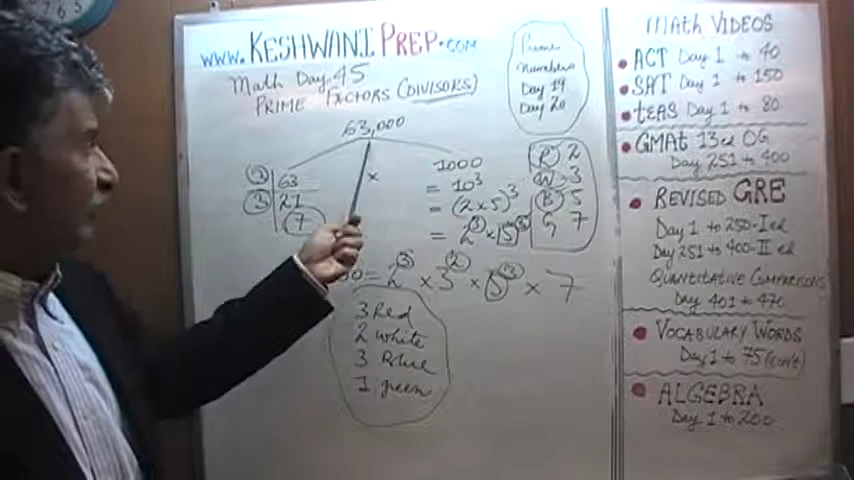 www.KESHWANIPREP.COM
Math Day 45
PRIME FACTORS (DIVISORS)
Prime
Numbers
Day 19
Day 20
63,000
3 63
3 21
7
×
1000
= 10³
= (2×5)³
= 2³×5³
R 2
W 3
B 5
G 7
= 2³ × 3² × 5³ × 7
3 Red
2 White
3 Blue
1 green
Math VIDEOS
ACT Day 1 to 40
SAT Day 1 to 150
tEAS Day 1 to 80
GMAt 13ed OG
Day 251 to 400
REVISED GRE
Day 1 to 250-I ed
Day 251 to 400-II ed
QUANTITATIVE COMPARISONS
Day 401 to 470
VOCABULARY WORDS
Day 1 to 75 (con't)
ALGEBRA
Day 1 to 200